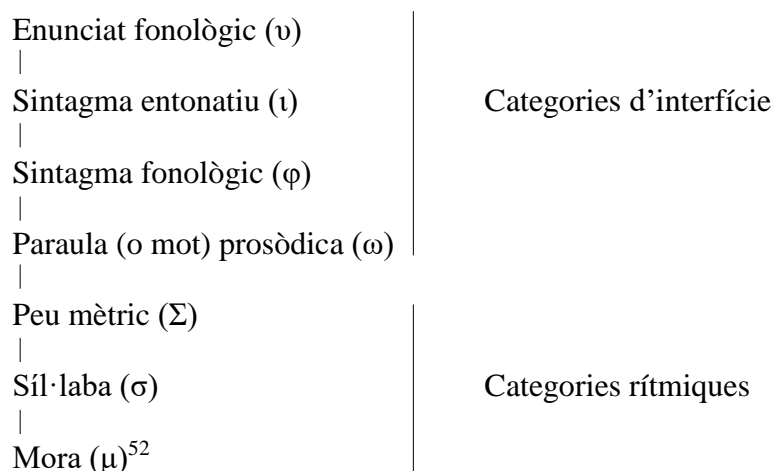 Enunciat fonològic (υ)
Sintagma entonatiu (ι) Categories d’interfície
Sintagma fonològic (φ)
Paraula (o mot) prosòdica (ω)
Peu mètric (Σ)
Síl·laba (σ) Categories rítmiques
Mora (μ)⁵²